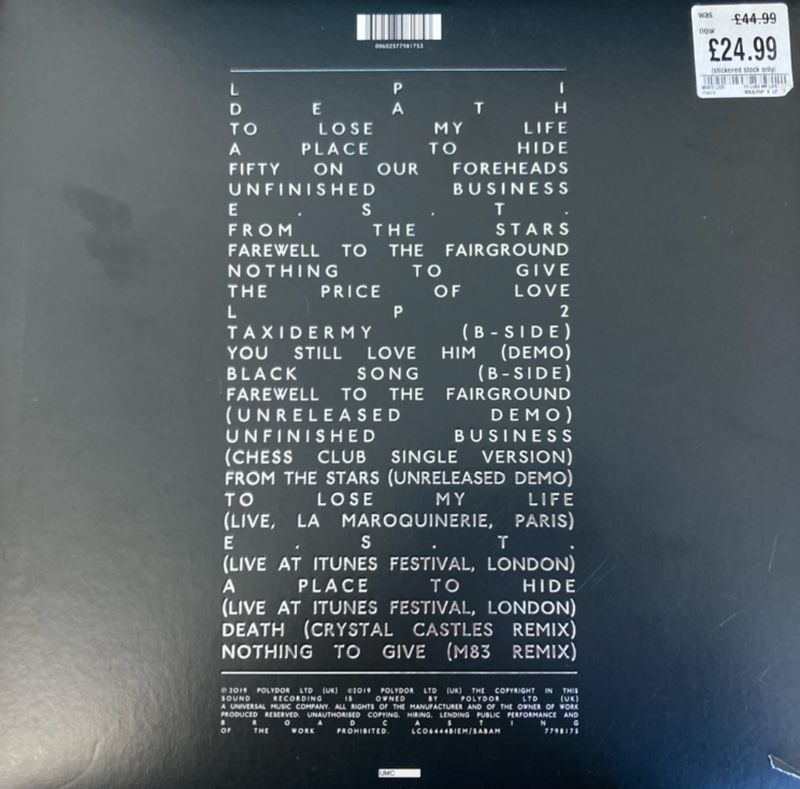 00602577981753
was £44.99
now
£24.99
(stickered stock only)
L P 1
D E A T H
TO LOSE MY LIFE
A PLACE TO HIDE
FIFTY ON OUR FOREHEADS
UNFINISHED BUSINESS
E . S . T .
FROM THE STARS
FAREWELL TO THE FAIRGROUND
NOTHING TO GIVE
THE PRICE OF LOVE
L P 2
TAXIDERMY (B-SIDE)
YOU STILL LOVE HIM (DEMO)
BLACK SONG (B-SIDE)
FAREWELL TO THE FAIRGROUND
(UNRELEASED DEMO)
UNFINISHED BUSINESS
(CHESS CLUB SINGLE VERSION)
FROM THE STARS (UNRELEASED DEMO)
TO LOSE MY LIFE
(LIVE, LA MAROQUINERIE, PARIS)
E . S . T .
(LIVE AT ITUNES FESTIVAL, LONDON)
A PLACE TO HIDE
(LIVE AT ITUNES FESTIVAL, LONDON)
DEATH (CRYSTAL CASTLES REMIX)
NOTHING TO GIVE (M83 REMIX)
℗2019 POLYDOR LTD (UK) ©2019 POLYDOR LTD (UK) THE COPYRIGHT IN THIS
SOUND RECORDING IS OWNED BY POLYDOR LTD (UK)
A UNIVERSAL MUSIC COMPANY. ALL RIGHTS OF THE MANUFACTURER AND OF THE OWNER OF WORK
PRODUCED RESERVED. UNAUTHORISED COPYING, HIRING, LENDING PUBLIC PERFORMANCE AND
B R O A D C A S T I N G
OF THE WORK PROHIBITED. LC06444BIEM/SABAM 7798175
UMC